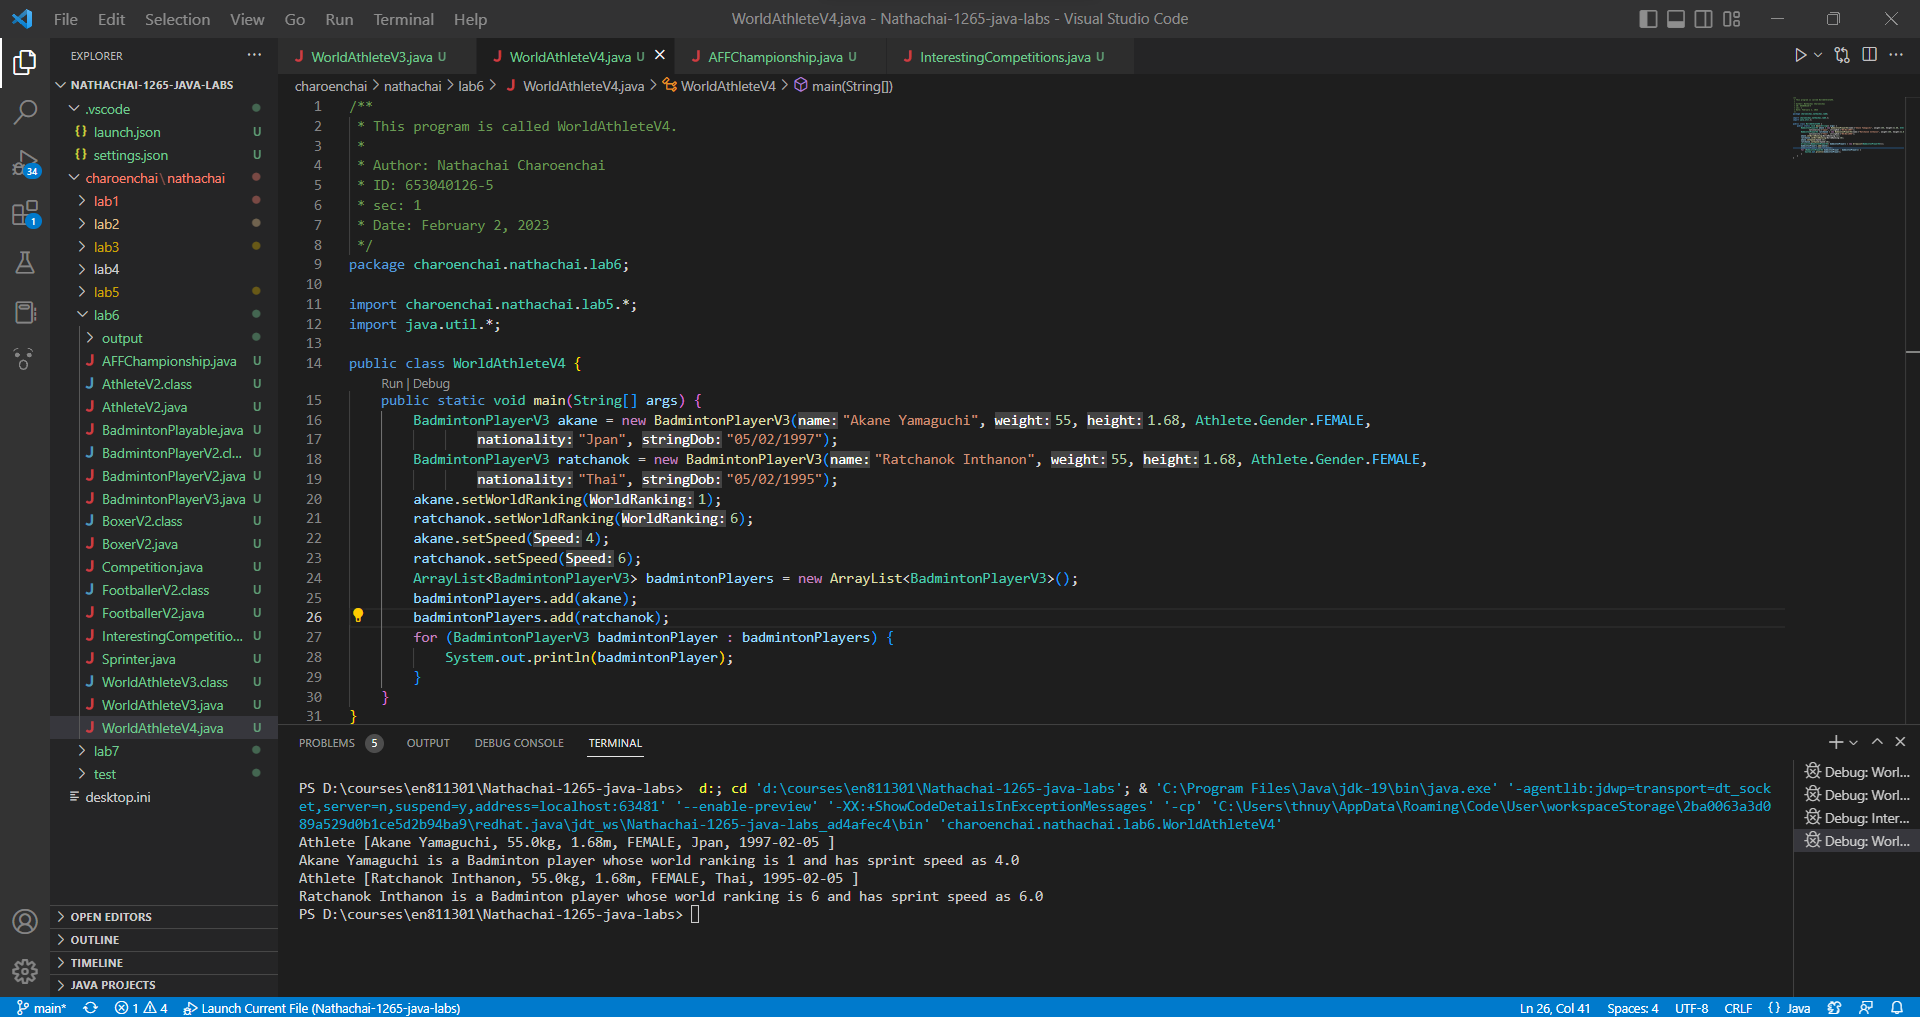 File Edit Selection View Go Run Terminal Help
WorldAthleteV4.java - Nathachai-1265-java-labs - Visual Studio Code
EXPLORER
NATHACHAI-1265-JAVA-LABS
.vscode
{} launch.json U
{} settings.json U
charoenchai\nathachai
lab1
lab2
lab3
lab4
lab5
lab6
output
J AFFChampionship.java U
J AthleteV2.class U
J AthleteV2.java U
J BadmintonPlayable.java U
J BadmintonPlayerV2.cl... U
J BadmintonPlayerV2.java U
J BadmintonPlayerV3.java U
J BoxerV2.class U
J BoxerV2.java U
J Competition.java U
J FootballerV2.class U
J FootballerV2.java U
J InterestingCompetitio... U
J Sprinter.java U
J WorldAthleteV3.class U
J WorldAthleteV3.java U
J WorldAthleteV4.java U
lab7
test
desktop.ini
OPEN EDITORS
OUTLINE
TIMELINE
JAVA PROJECTS
34
1
J WorldAthleteV3.java U J WorldAthleteV4.java U J AFFChampionship.java U J InterestingCompetitions.java U
charoenchai > nathachai > lab6 > J WorldAthleteV4.java > WorldAthleteV4 > main(String[])
1 /**
2 * This program is called WorldAthleteV4.
3 *
4 * Author: Nathachai Charoenchai
5 * ID: 653040126-5
6 * sec: 1
7 * Date: February 2, 2023
8 */
9 package charoenchai.nathachai.lab6;
10
11 import charoenchai.nathachai.lab5.*;
12 import java.util.*;
13
14 public class WorldAthleteV4 {
Run | Debug
15 public static void main(String[] args) {
16 BadmintonPlayerV3 akane = new BadmintonPlayerV3(name: "Akane Yamaguchi", weight: 55, height: 1.68, Athlete.Gender.FEMALE,
17 nationality: "Jpan", stringDob: "05/02/1997");
18 BadmintonPlayerV3 ratchanok = new BadmintonPlayerV3(name: "Ratchanok Inthanon", weight: 55, height: 1.68, Athlete.Gender.FEMALE,
19 nationality: "Thai", stringDob: "05/02/1995");
20 akane.setWorldRanking(WorldRanking: 1);
21 ratchanok.setWorldRanking(WorldRanking: 6);
22 akane.setSpeed(Speed: 4);
23 ratchanok.setSpeed(Speed: 6);
24 ArrayList<BadmintonPlayerV3> badmintonPlayers = new ArrayList<BadmintonPlayerV3>();
25 badmintonPlayers.add(akane);
26 badmintonPlayers.add(ratchanok);
27 for (BadmintonPlayerV3 badmintonPlayer : badmintonPlayers) {
28 System.out.println(badmintonPlayer);
29 }
30 }
31 }
PROBLEMS 5 OUTPUT DEBUG CONSOLE TERMINAL
PS D:\courses\en811301\Nathachai-1265-java-labs> d:; cd 'd:\courses\en811301\Nathachai-1265-java-labs'; & 'C:\Program Files\Java\jdk-19\bin\java.exe' '-agentlib:jdwp=transport=dt_sock
et,server=n,suspend=y,address=localhost:63481' '--enable-preview' '-XX:+ShowCodeDetailsInExceptionMessages' '-cp' 'C:\Users\thnuy\AppData\Roaming\Code\User\workspaceStorage\2ba0063a3d0
89a529d0b1ce5d2b94ba9\redhat.java\jdt_ws\Nathachai-1265-java-labs_ad4afec4\bin' 'charoenchai.nathachai.lab6.WorldAthleteV4'
Athlete [Akane Yamaguchi, 55.0kg, 1.68m, FEMALE, Jpan, 1997-02-05 ]
Akane Yamaguchi is a Badminton player whose world ranking is 1 and has sprint speed as 4.0
Athlete [Ratchanok Inthanon, 55.0kg, 1.68m, FEMALE, Thai, 1995-02-05 ]
Ratchanok Inthanon is a Badminton player whose world ranking is 6 and has sprint speed as 6.0
PS D:\courses\en811301\Nathachai-1265-java-labs>
Debug: Worl...
Debug: Worl...
Debug: Inter...
Debug: Worl...
main* 1 4 Launch Current File (Nathachai-1265-java-labs) Ln 26, Col 41 Spaces: 4 UTF-8 CRLF {} Java